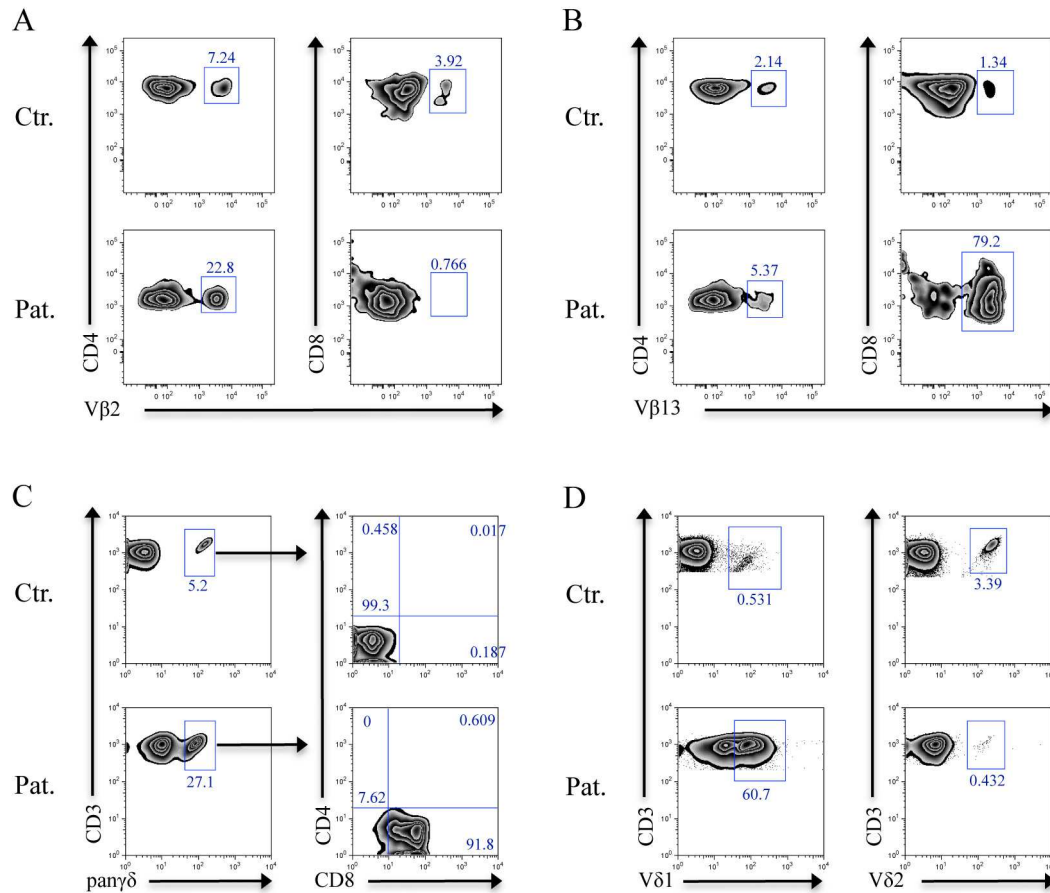 A
B
7.24
3.92
2.14
1.34
Ctr.
Ctr.
22.8
0.766
5.37
79.2
Pat.
Pat.
CD4
CD8
CD4
CD8
Vβ2
Vβ13
C
D
0.458
0.017
5.2
99.3
0.187
0.531
3.39
Ctr.
Ctr.
0
0.609
27.1
7.62
91.8
60.7
0.432
Pat.
Pat.
CD3
CD4
CD3
CD3
panγδ
CD8
Vδ1
Vδ2